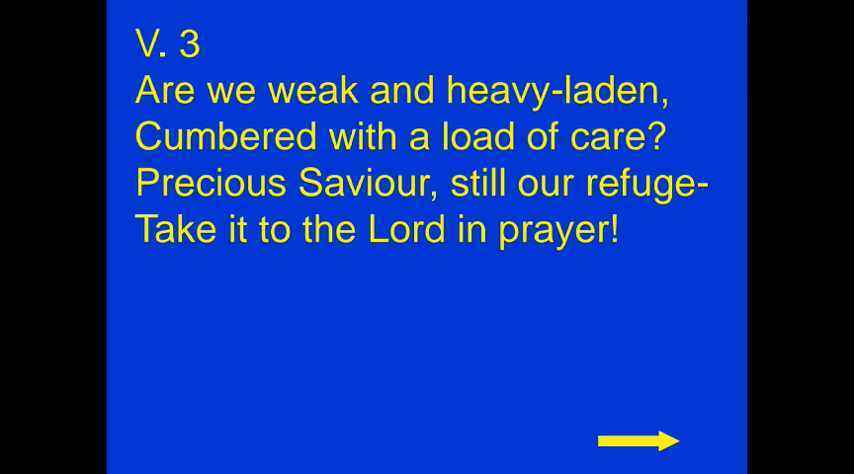 V. 3
Are we weak and heavy-laden,
Cumbered with a load of care?
Precious Saviour, still our refuge-
Take it to the Lord in prayer!